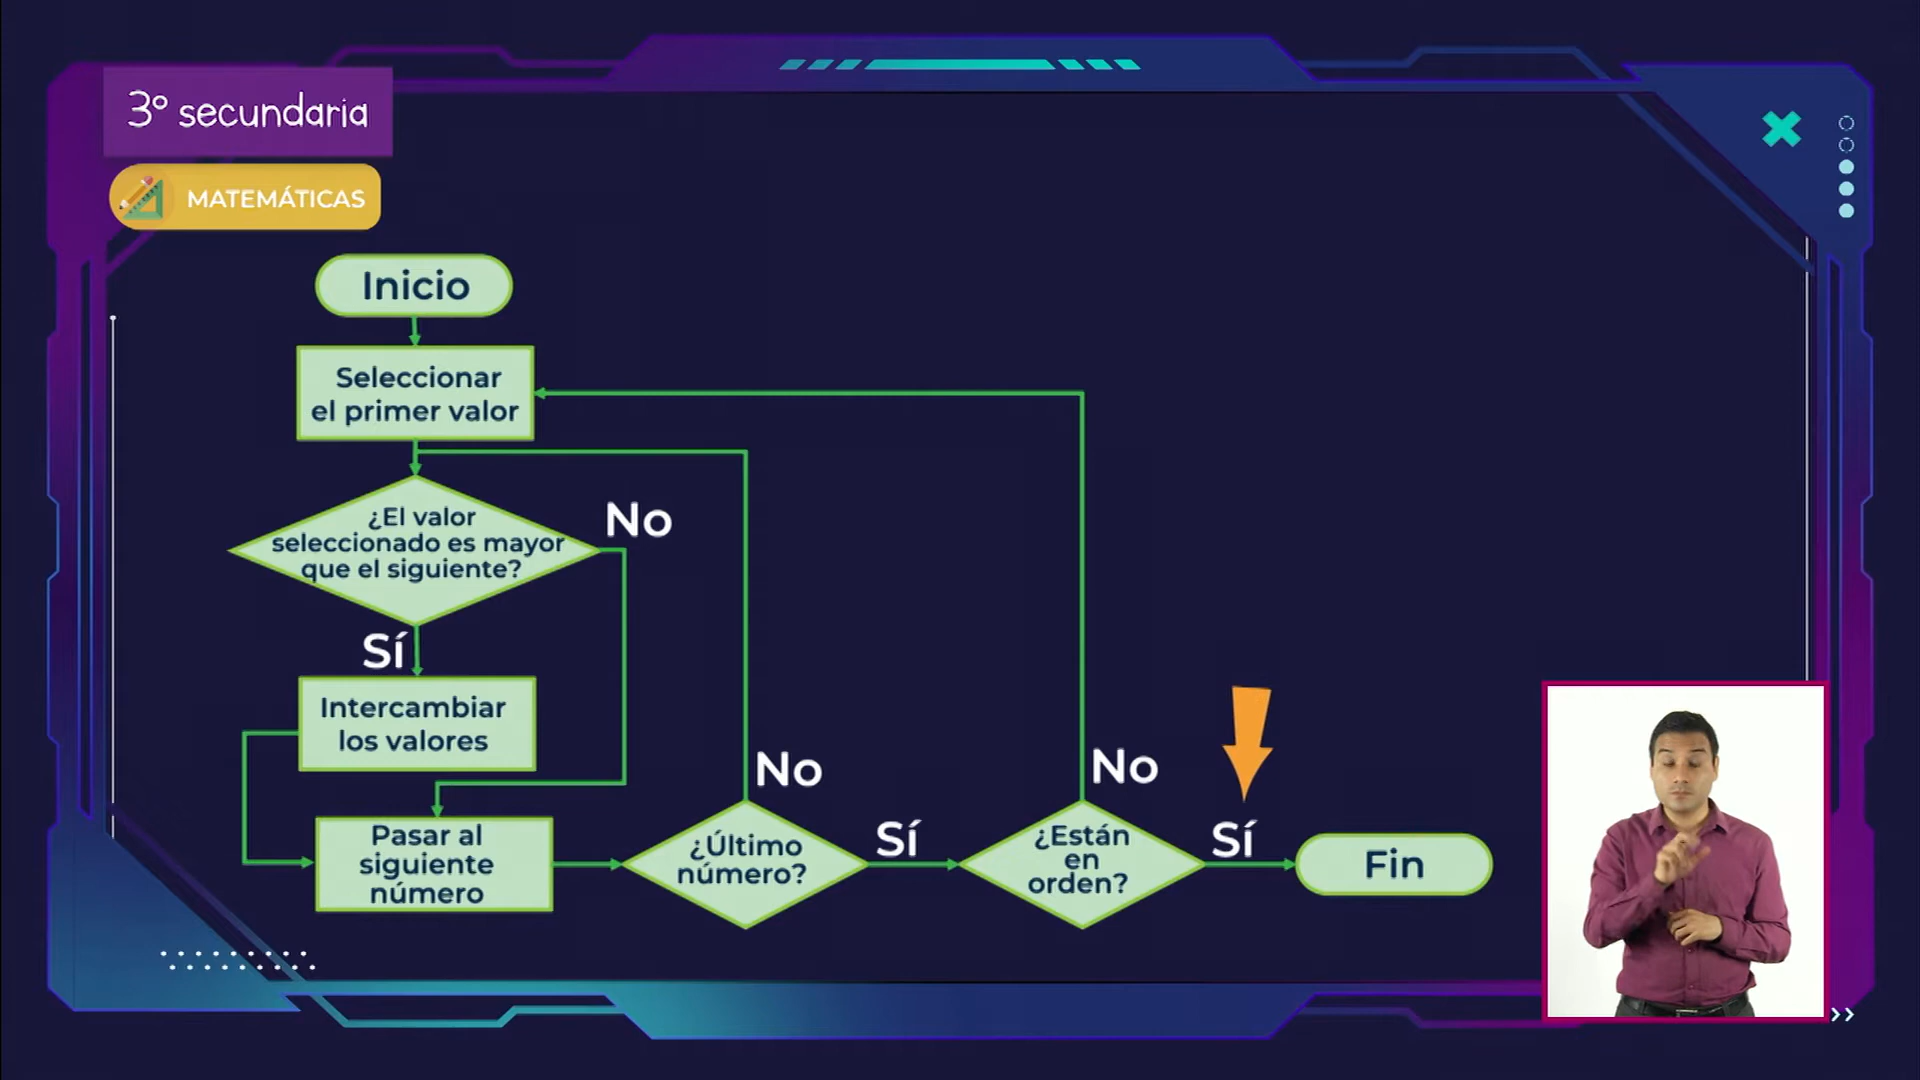 3° secundaria
MATEMÁTICAS
Inicio
Seleccionar
el primer valor
¿El valor
seleccionado es mayor
que el siguiente?
No
Sí
Intercambiar
los valores
Pasar al
siguiente
número
¿Último
número?
No
Sí
¿Están
en
orden?
No
Sí
Fin